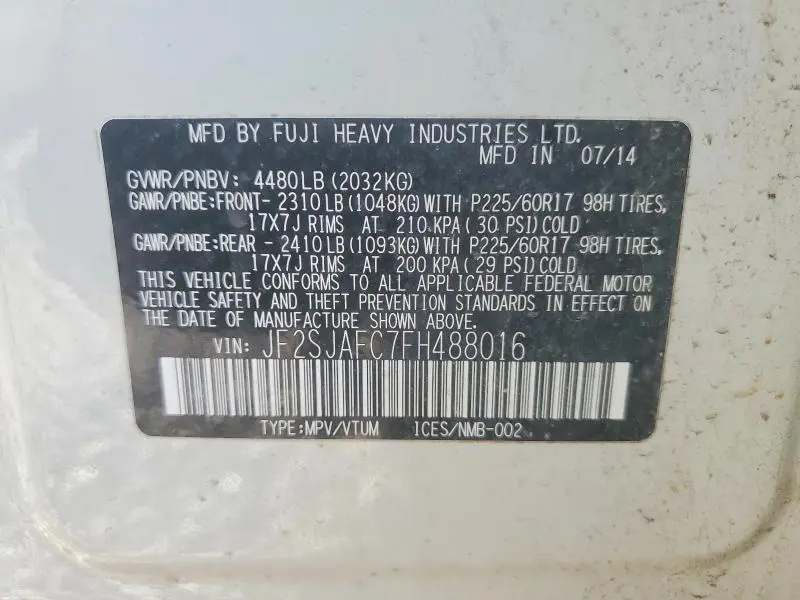 MFD BY FUJI HEAVY INDUSTRIES LTD.
MFD IN 07/14
GVWR/PNBV: 4480LB (2032KG)
GAWR/PNBE:FRONT- 2310LB (1048KG) WITH P225/60R17 98H TIRES,
17X7J RIMS AT 210 KPA ( 30 PSI) COLD
GAWR/PNBE:REAR - 2410LB (1093KG) WITH P225/60R17 98H TIRES,
17X7J RIMS AT 200 KPA ( 29 PSI) COLD
THIS VEHICLE CONFORMS TO ALL APPLICABLE FEDERAL MOTOR
VEHICLE SAFETY AND THEFT PREVENTION STANDARDS IN EFFECT ON
THE DATE OF MANUFACTURE SHOWN ABOVE.
VIN: JF2SJAFC7FH488016
TYPE:MPV/VTUM ICES/NMB-002